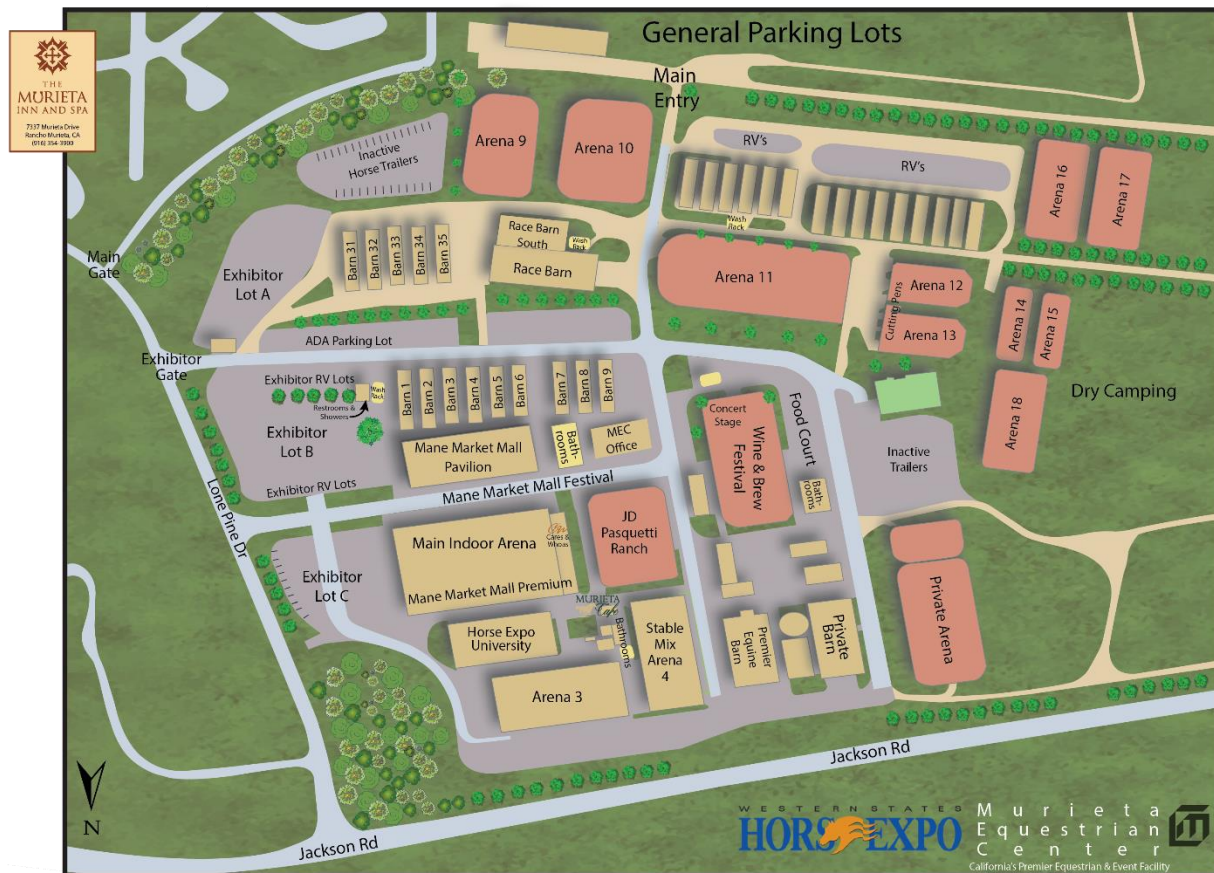 General Parking Lots
THE
MURIETA
INN AND SPA
7337 Murieta Drive
Rancho Murieta, CA
(916) 354-3900
Main
Entry
Arena 9
Arena 10
Inactive
Horse Trailers
RV's
RV's
Arena 16
Arena 17
Wash
Rack
Race Barn
South
Wash
Rack
Race Barn
Barn 31
Barn 32
Barn 33
Barn 34
Barn 35
Main
Gate
Exhibitor
Lot A
Arena 11
Arena 12
Cutting Pens
Arena 13
Arena 14
Arena 15
ADA Parking Lot
Exhibitor
Gate
Exhibitor RV Lots
Wash
Rack
Restrooms &
Showers
Barn 1
Barn 2
Barn 3
Barn 4
Barn 5
Barn 6
Barn 7
Barn 8
Barn 9
Concert
Stage
Wine & Brew
Festival
Food Court
Dry Camping
Arena 18
Exhibitor
Lot B
Mane Market Mall
Pavilion
Bath-
rooms
MEC
Office
Inactive
Trailers
Exhibitor RV Lots
Mane Market Mall Festival
Bath-
rooms
Lone Pine Dr
Main Indoor Arena
Cares &
Whoas
JD
Pasquetti
Ranch
Exhibitor
Lot C
Mane Market Mall Premium
MURIETA
Cafe
Private Arena
Horse Expo
University
Bathrooms
Stable
Mix
Arena
4
Premier
Equine
Barn
Private
Barn
Arena 3
Jackson Rd
N
Jackson Rd
WESTERN STATES
HORSE EXPO
Murieta
Equestrian
Center
California's Premier Equestrian & Event Facility